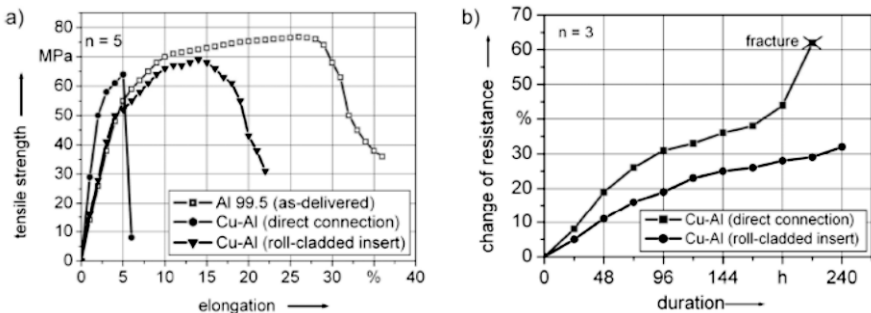 a)
n = 5
80
70
MPa
60
50
40
30
20
10
0
0 5 10 15 20 25 30 % 40
tensile strength
elongation
Al 99.5 (as-delivered)
Cu-Al (direct connection)
Cu-Al (roll-cladded insert)
b)
n = 3
fracture
70
60
50
%
30
20
10
0
0 48 96 144 h 240
change of resistance
duration
Cu-Al (direct connection)
Cu-Al (roll-cladded insert)